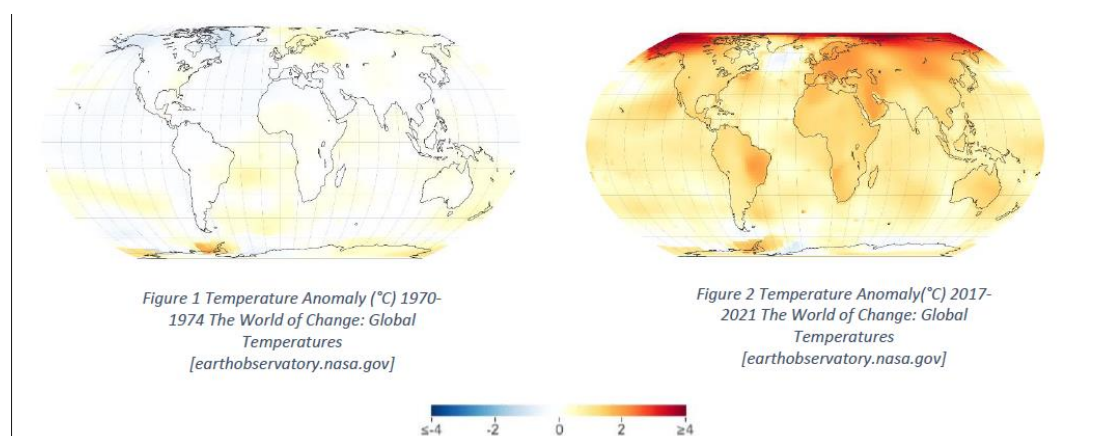 Figure 1 Temperature Anomaly (°C) 1970-
1974 The World of Change: Global
Temperatures
[earthobservatory.nasa.gov]
Figure 2 Temperature Anomaly(°C) 2017-
2021 The World of Change: Global
Temperatures
[earthobservatory.nasa.gov]
≤-4 -2 0 2 ≥4